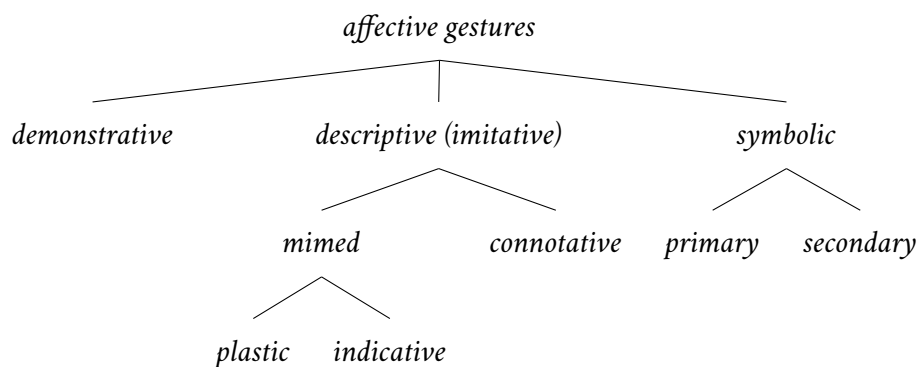 affective gestures
demonstrative descriptive (imitative) symbolic
mimed connotative primary secondary
plastic indicative